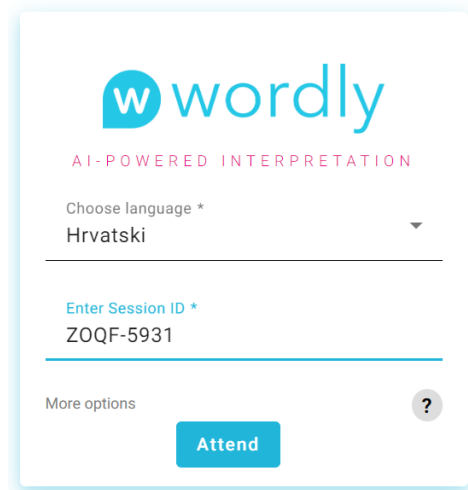 w wordly
AI-POWERED INTERPRETATION
Choose language *
Hrvatski
Enter Session ID *
ZOQF-5931
More options
?
Attend